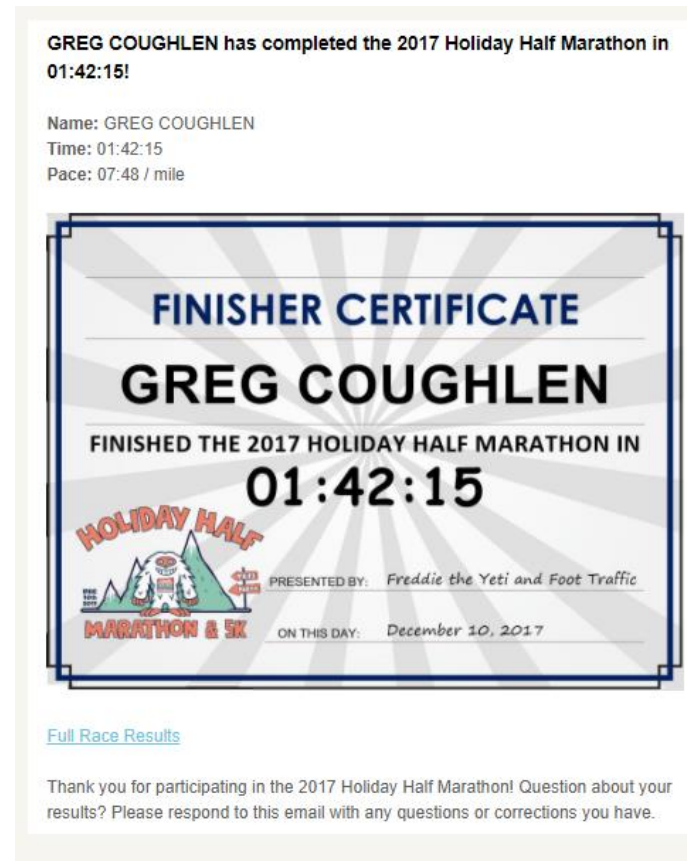 GREG COUGHLEN has completed the 2017 Holiday Half Marathon in
01:42:15!
Name: GREG COUGHLEN
Time: 01:42:15
Pace: 07:48 / mile
FINISHER CERTIFICATE
GREG COUGHLEN
FINISHED THE 2017 HOLIDAY HALF MARATHON IN
01:42:15
HOLIDAY HALF
DEC
10TH
2017
MARATHON & 5K
PRESENTED BY: Freddie the Yeti and Foot Traffic
ON THIS DAY: December 10, 2017
Full Race Results
Thank you for participating in the 2017 Holiday Half Marathon! Question about your
results? Please respond to this email with any questions or corrections you have.